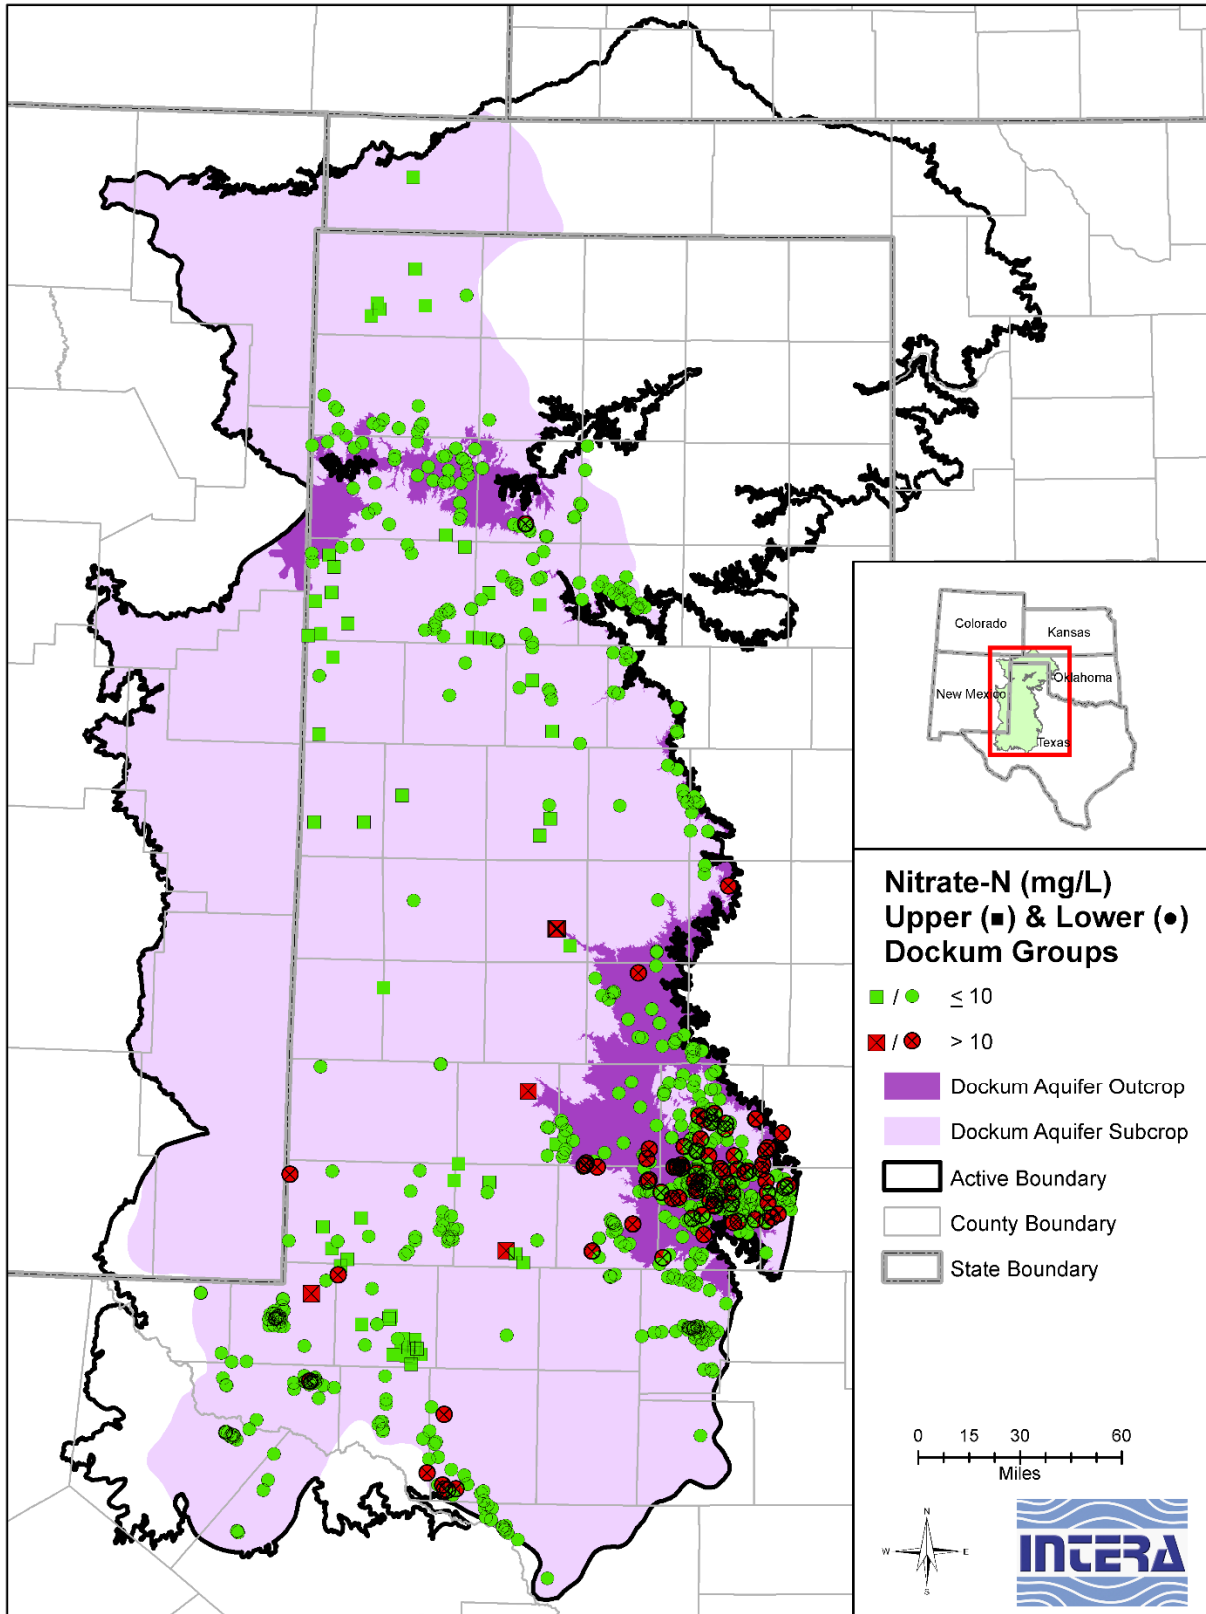 Colorado
Kansas
Oklahoma
New Mexico
Texas
Nitrate-N (mg/L)
Upper (■) & Lower (●)
Dockum Groups
■ / ● ≤ 10
/ > 10
Dockum Aquifer Outcrop
Dockum Aquifer Subcrop
Active Boundary
County Boundary
State Boundary
0 15 30 60
Miles
N
W E
S
INTERA